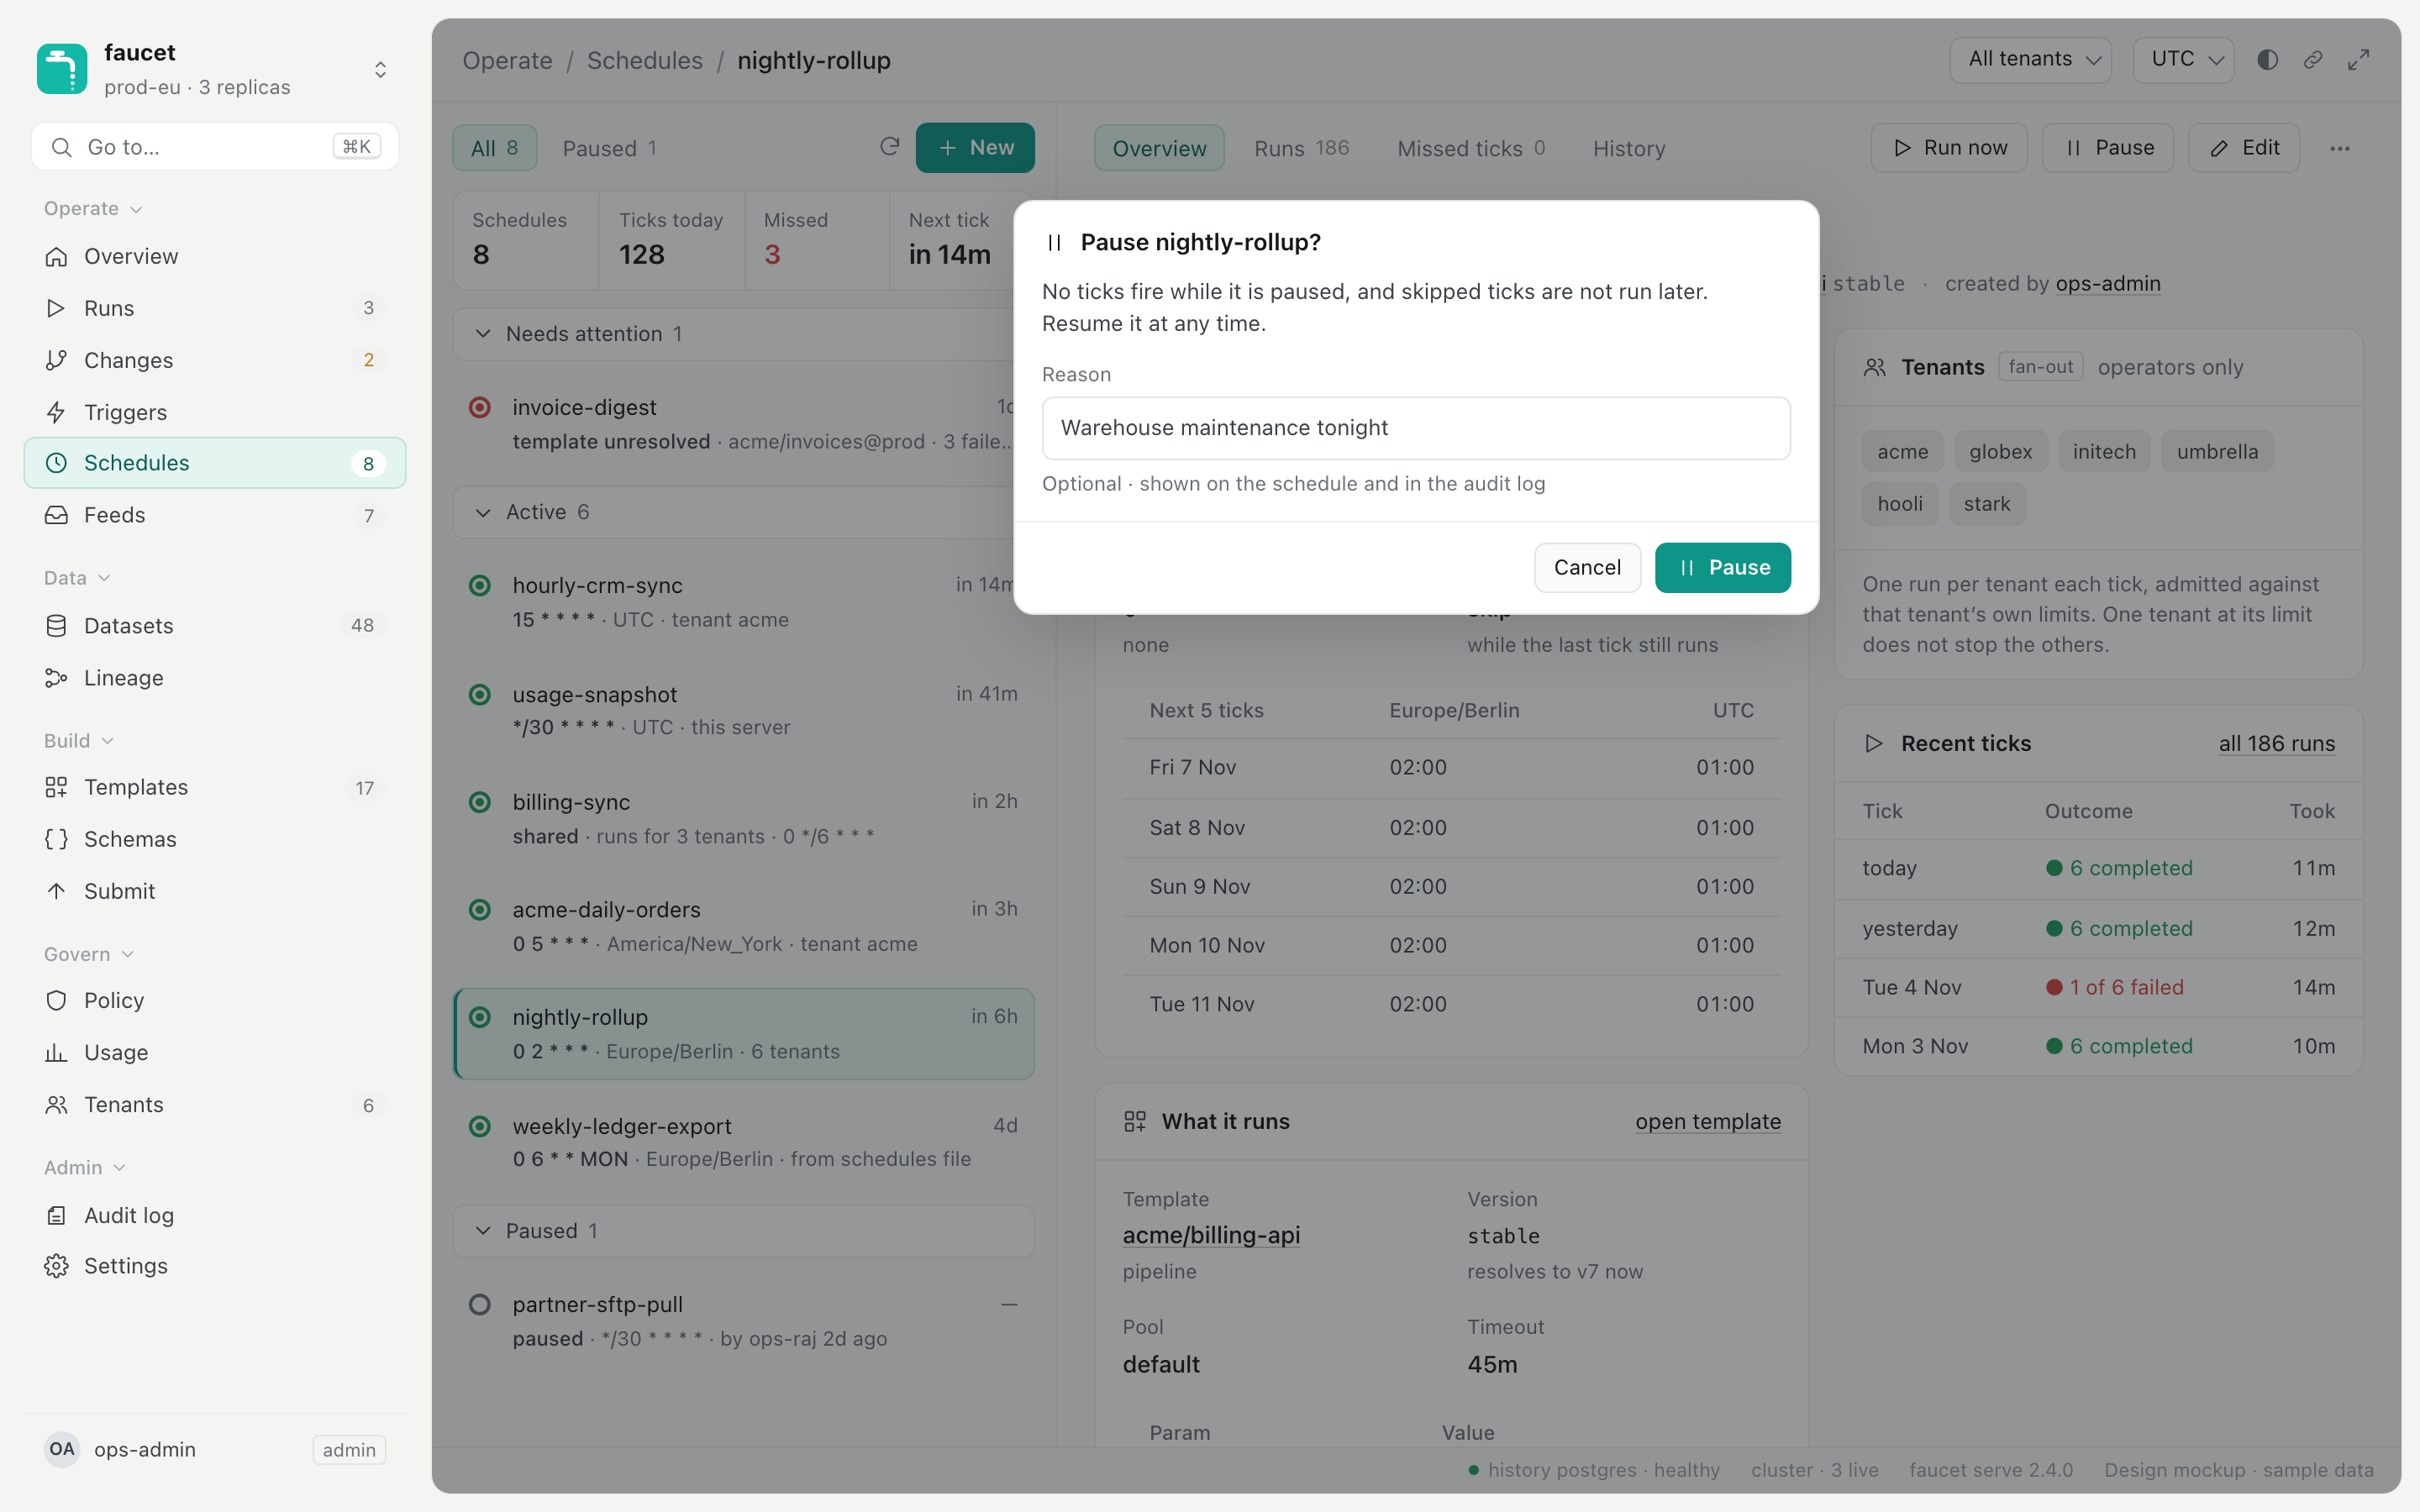 faucet
prod-eu · 3 replicas
Go to...
⌘K
Operate
Overview
Runs 3
Changes 2
Triggers
Schedules 8
Feeds 7
Data
Datasets 48
Lineage
Build
Templates 17
Schemas
Submit
Govern
Policy
Usage
Tenants 6
Admin
Audit log
Settings
OA ops-admin admin
Operate / Schedules / nightly-rollup
All tenants
UTC
All 8
Paused 1
New
Schedules
8
Ticks today
128
Missed
3
Next tick
in 14m
Needs attention 1
invoice-digest
template unresolved · acme/invoices@prod · 3 faile...
Active 6
hourly-crm-sync in 14m
15 * * * * · UTC · tenant acme
usage-snapshot in 41m
*/30 * * * * · UTC · this server
billing-sync in 2h
shared · runs for 3 tenants · 0 */6 * * *
acme-daily-orders in 3h
0 5 * * * · America/New_York · tenant acme
nightly-rollup in 6h
0 2 * * * · Europe/Berlin · 6 tenants
weekly-ledger-export 4d
0 6 * * MON · Europe/Berlin · from schedules file
Paused 1
partner-sftp-pull —
paused · */30 * * * * · by ops-raj 2d ago
Overview
Runs 186
Missed ticks 0
History
Run now
Pause
Edit
stable · created by ops-admin
Pause nightly-rollup?
No ticks fire while it is paused, and skipped ticks are not run later.
Resume it at any time.
Reason
Warehouse maintenance tonight
Optional · shown on the schedule and in the audit log
Cancel
Pause
none
while the last tick still runs
Next 5 ticks Europe/Berlin UTC
Fri 7 Nov 02:00 01:00
Sat 8 Nov 02:00 01:00
Sun 9 Nov 02:00 01:00
Mon 10 Nov 02:00 01:00
Tue 11 Nov 02:00 01:00
What it runs
open template
Template
acme/billing-api
pipeline
Version
stable
resolves to v7 now
Pool
default
Timeout
45m
Param Value
Tenants fan-out operators only
acme globex initech umbrella
hooli stark
One run per tenant each tick, admitted against
that tenant’s own limits. One tenant at its limit
does not stop the others.
Recent ticks all 186 runs
Tick Outcome Took
today 6 completed 11m
yesterday 6 completed 12m
Tue 4 Nov 1 of 6 failed 14m
Mon 3 Nov 6 completed 10m
history postgres · healthy
cluster · 3 live
faucet serve 2.4.0
Design mockup · sample data